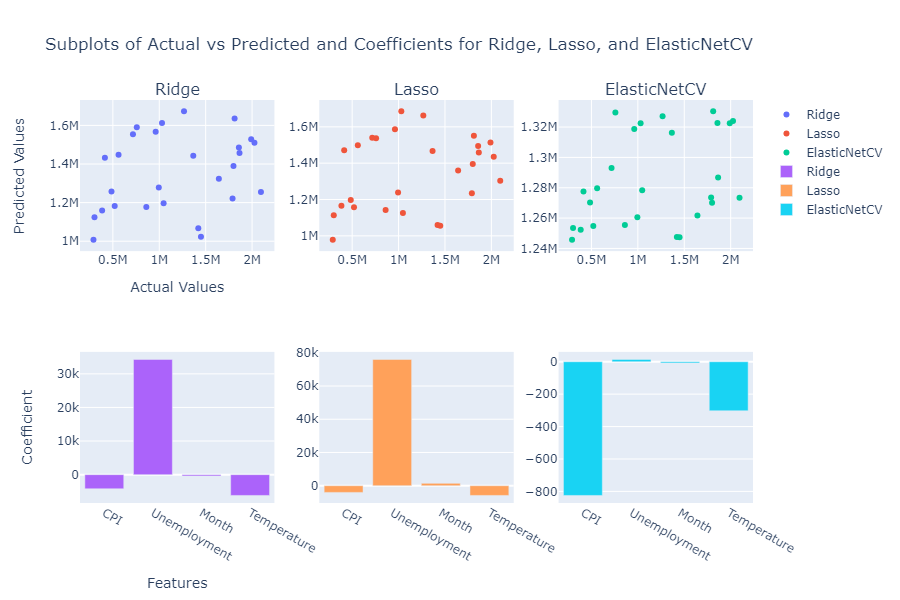 Subplots of Actual vs Predicted and Coefficients for Ridge, Lasso, and ElasticNetCV
Ridge
Lasso
ElasticNetCV
Predicted Values
1.6M
1.4M
1.2M
1M
0.5M 1M 1.5M 2M
Actual Values
1.6M
1.4M
1.2M
1M
0.5M 1M 1.5M 2M
1.32M
1.3M
1.28M
1.26M
1.24M
0.5M 1M 1.5M 2M
Ridge
Lasso
ElasticNetCV
Ridge
Lasso
ElasticNetCV
Coefficient
30k
20k
10k
0
CPI Unemployment Month Temperature
Features
80k
60k
40k
20k
0
CPI Unemployment Month Temperature
0
−200
−400
−600
−800
CPI Unemployment Month Temperature